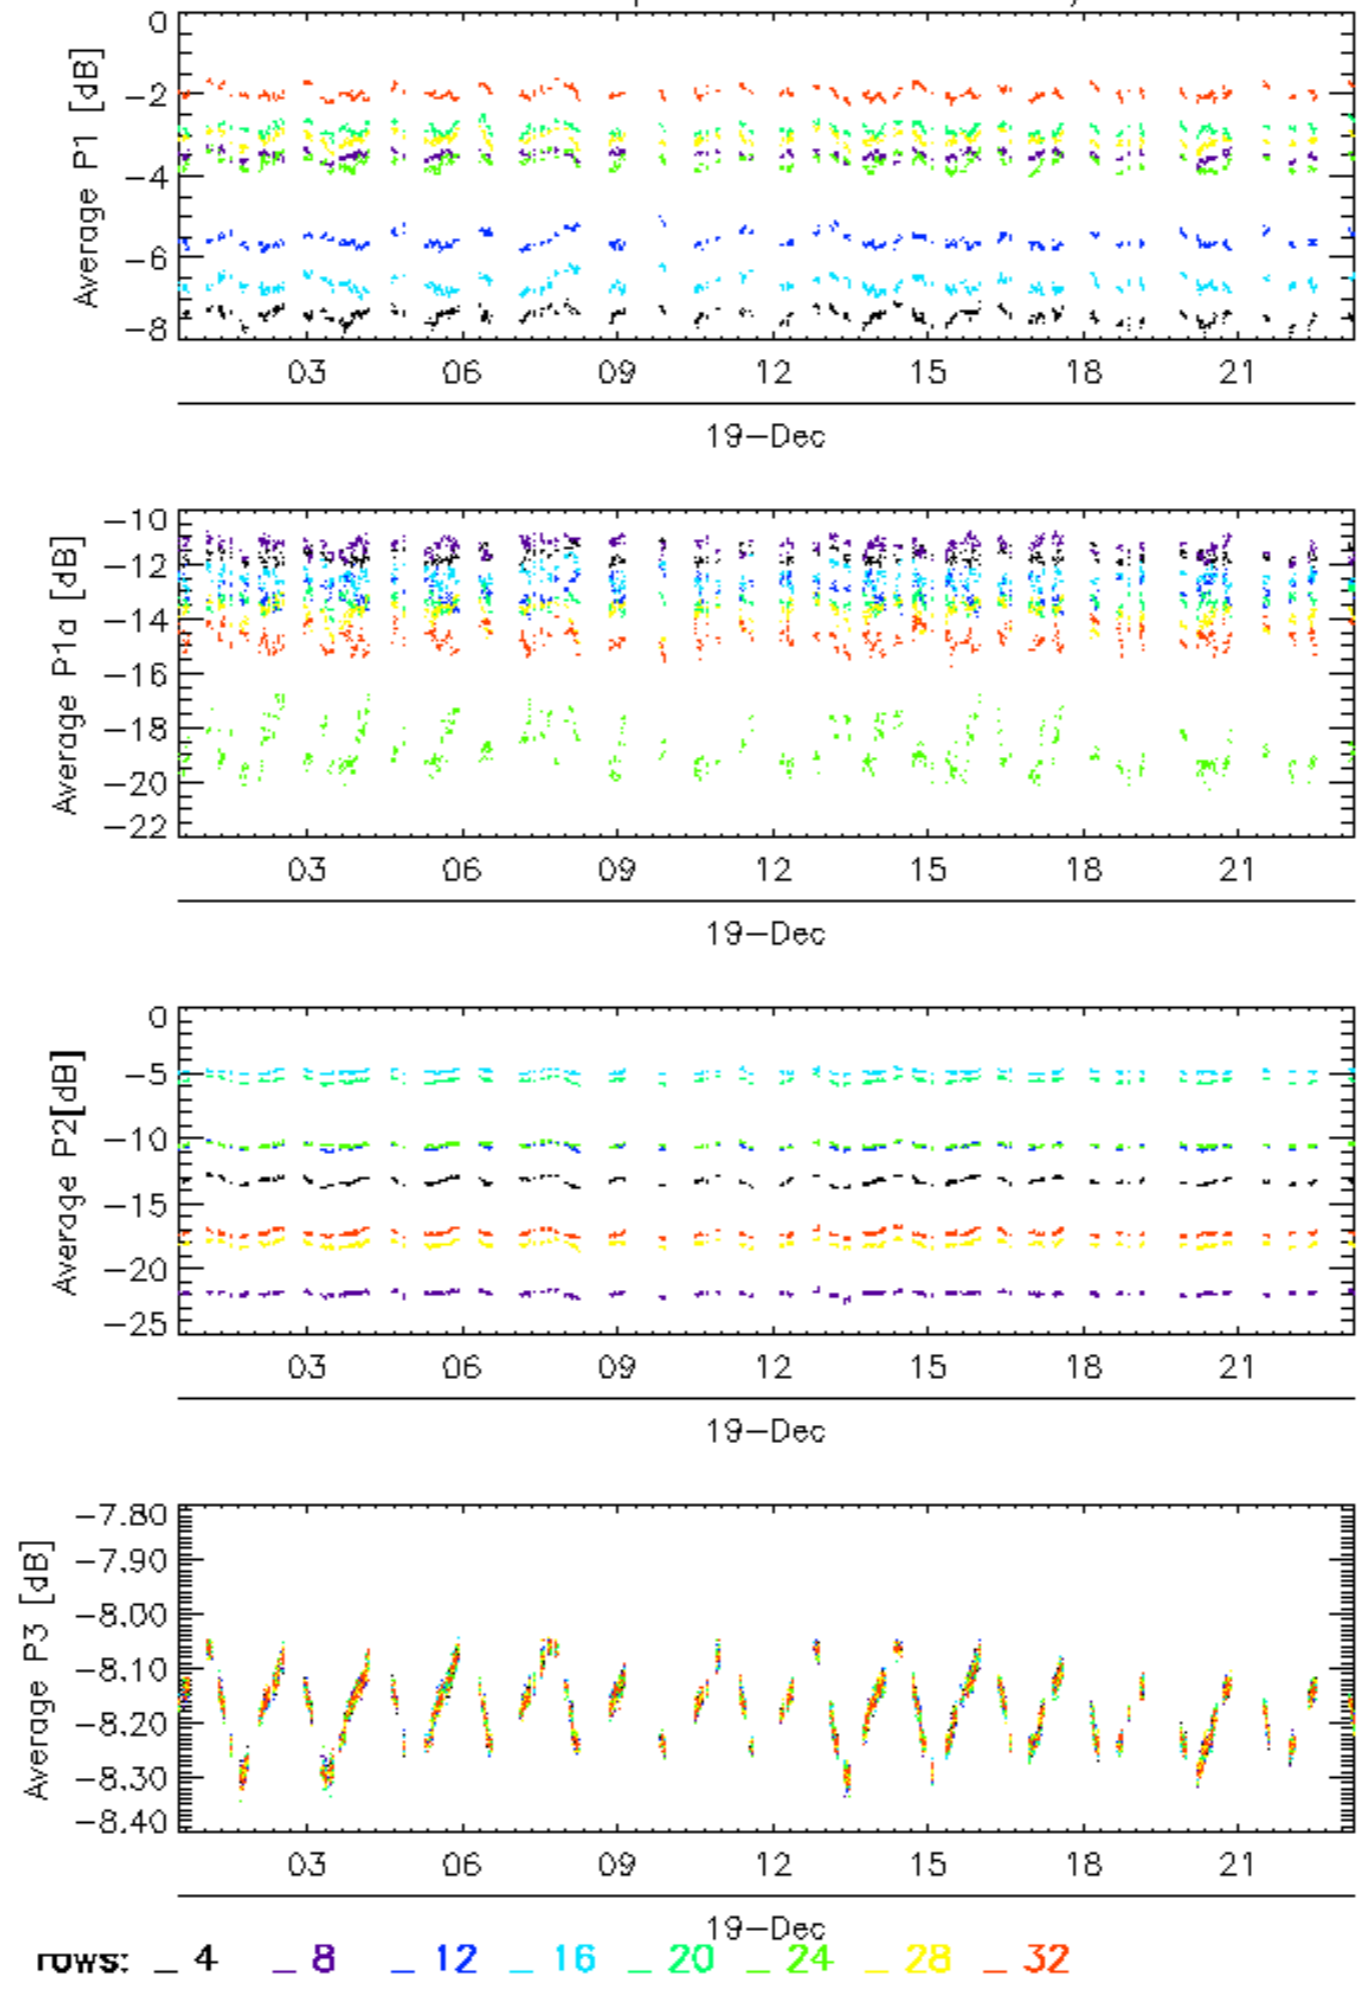 Average P1 [dB]
0
−2
−4
−6
−8
03 06 09 12 15 18 21
19−Dec
Average P1a [dB]
−10
−12
−14
−16
−18
−20
−22
03 06 09 12 15 18 21
19−Dec
Average P2[dB]
0
−5
−10
−15
−20
−25
03 06 09 12 15 18 21
19−Dec
Average P3 [dB]
−7.80
−7.90
−8.00
−8.10
−8.20
−8.30
−8.40
03 06 09 12 15 18 21
19−Dec
rows: _ 4 _ 8 _ 12 _ 16 _ 20 _ 24 _ 28 _ 32